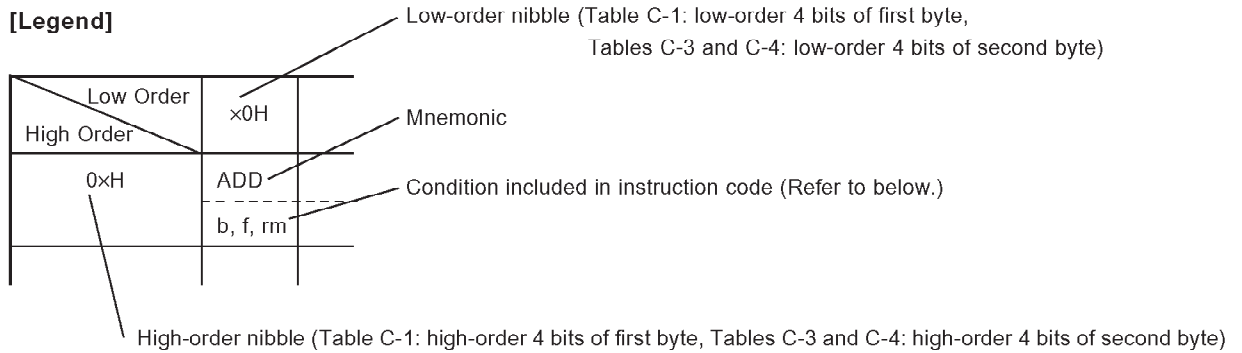 [Legend]
Low-order nibble (Table C-1: low-order 4 bits of first byte,
Tables C-3 and C-4: low-order 4 bits of second byte)
Low Order
×0H
High Order
Mnemonic
0×H
ADD
Condition included in instruction code (Refer to below.)
b, f, rm
High-order nibble (Table C-1: high-order 4 bits of first byte, Tables C-3 and C-4: high-order 4 bits of second byte)